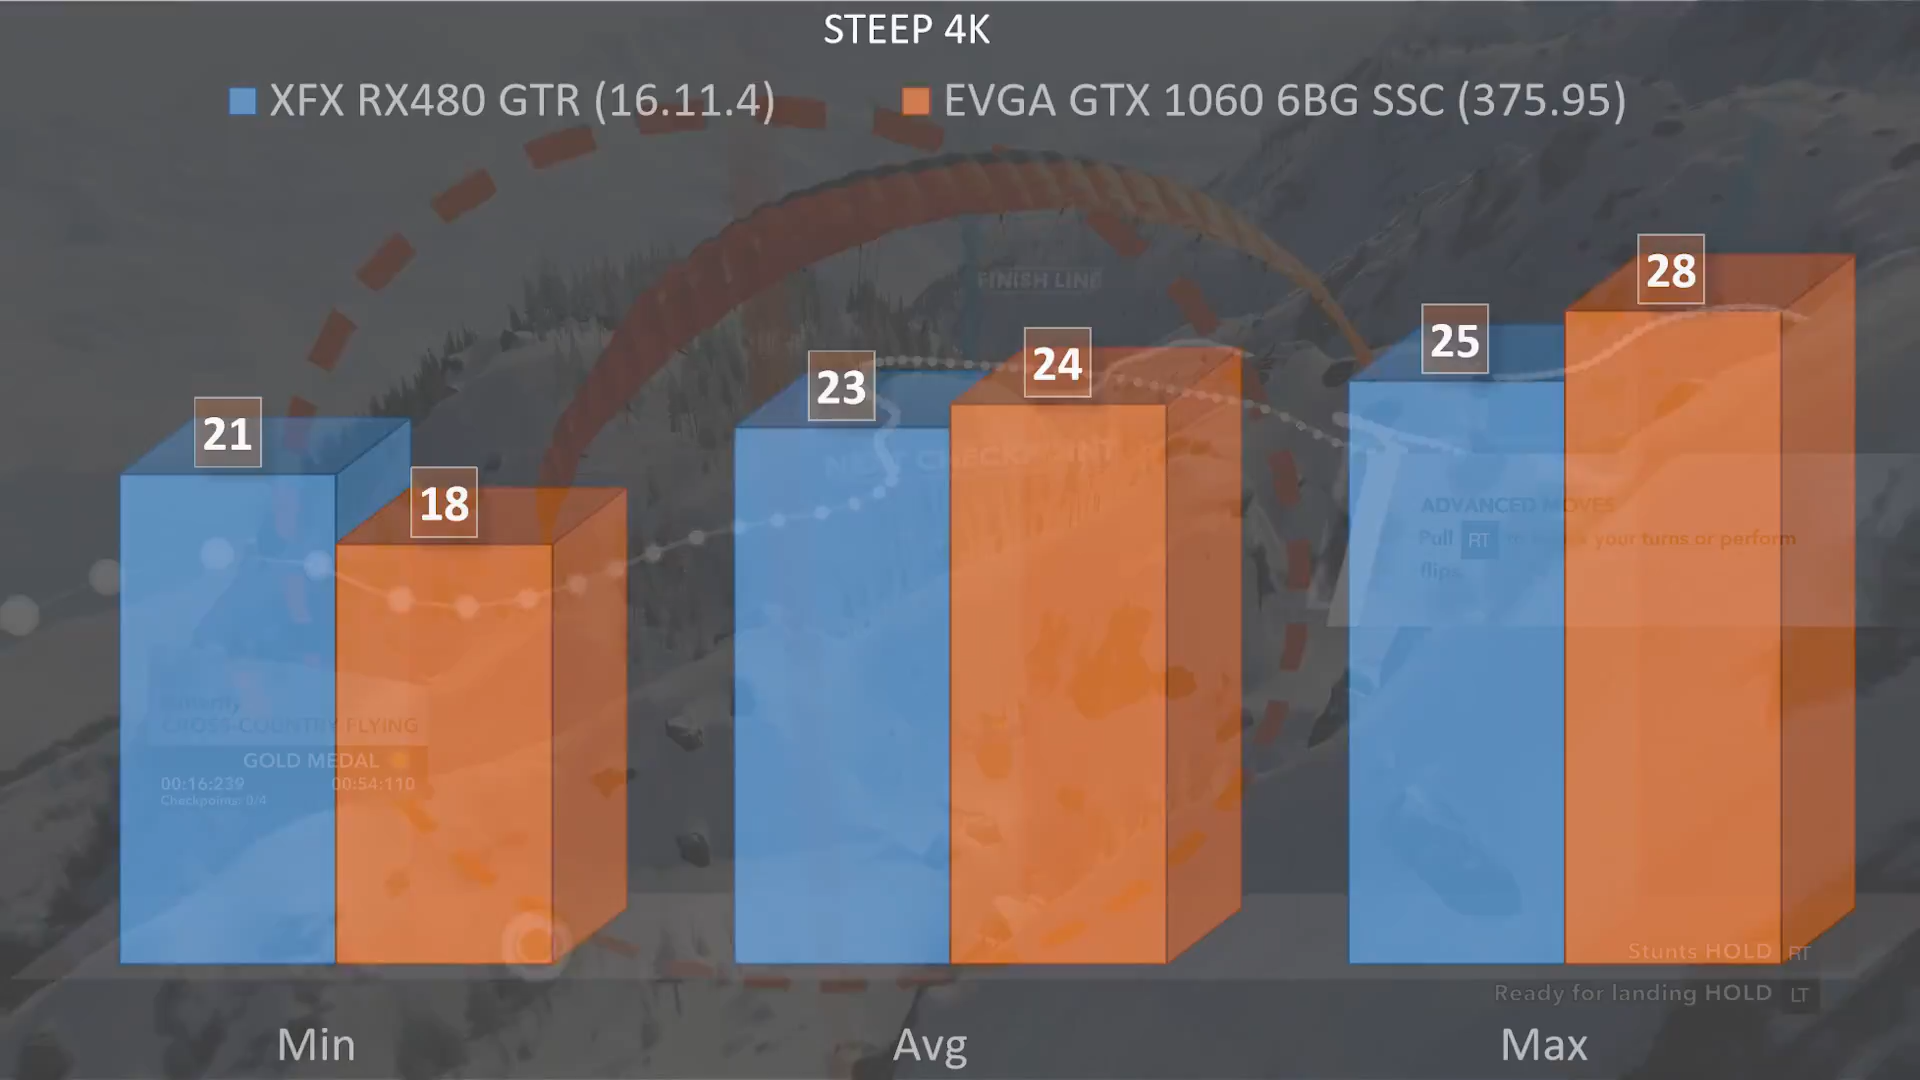 STEEP 4K
XFX RX480 GTR (16.11.4)
EVGA GTX 1060 6BG SSC (375.95)
FINISH LINE
28
25
24
23
21
18
NEXT CHECKPOINT
ADVANCED MOVES
Pull RT to your turns or perform
flips
CROSS-COUNTRY FLYING
GOLD MEDAL
00:16:239 00:54:110
Checkpoints: 0/4
Stunts HOLD RT
Ready for landing HOLD LT
Min
Avg
Max